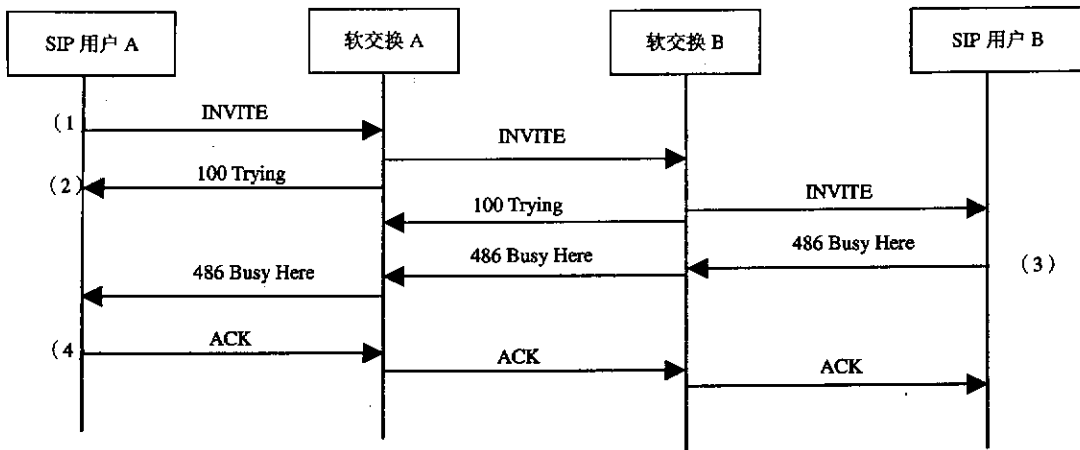 SIP 用户 A
软交换 A
软交换 B
SIP 用户 B
(1
INVITE
INVITE
(2)
100 Trying
100 Trying
INVITE
486 Busy Here
486 Busy Here
486 Busy Here
(3)
(4
ACK
ACK
ACK